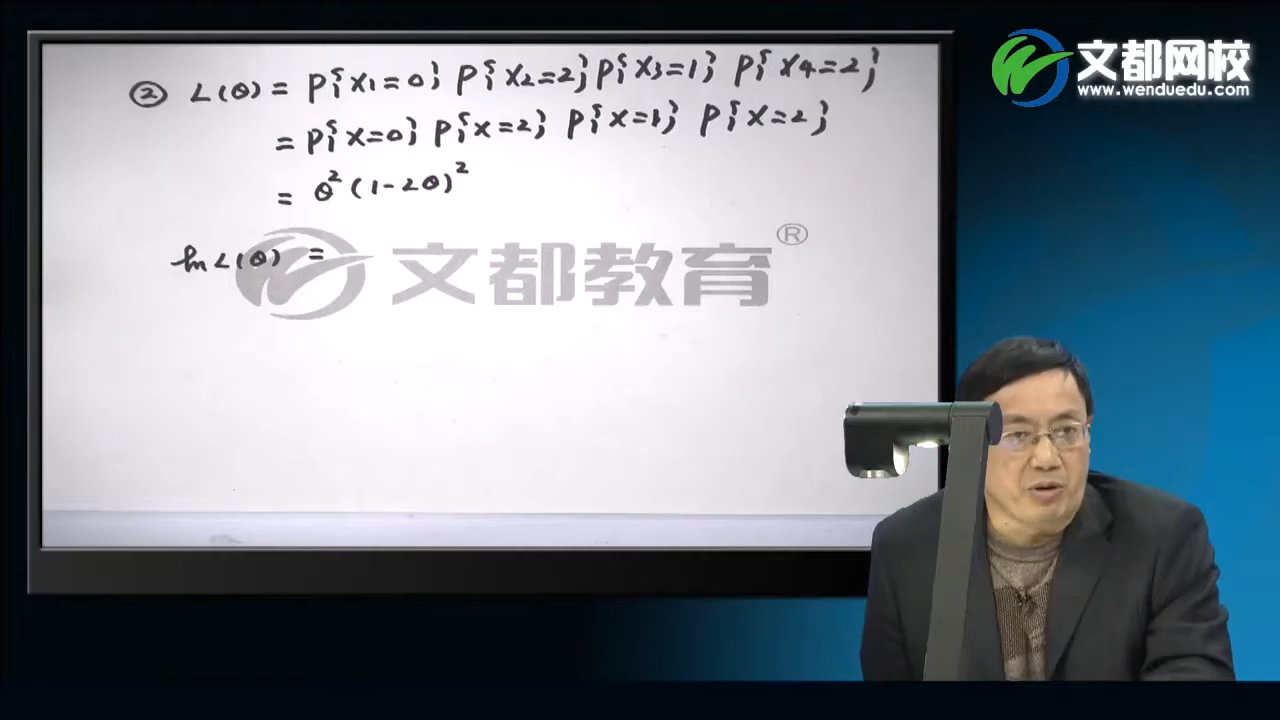 ② L(θ) = P{X1=0} P{X2=2} P{X3=1} P{X4=2}
= P{X=0} P{X=2} P{X=1} P{X=2}
= θ²(1-2θ)²
ln L(θ) =
文都教育®
文都网校
www.wenduedu.com